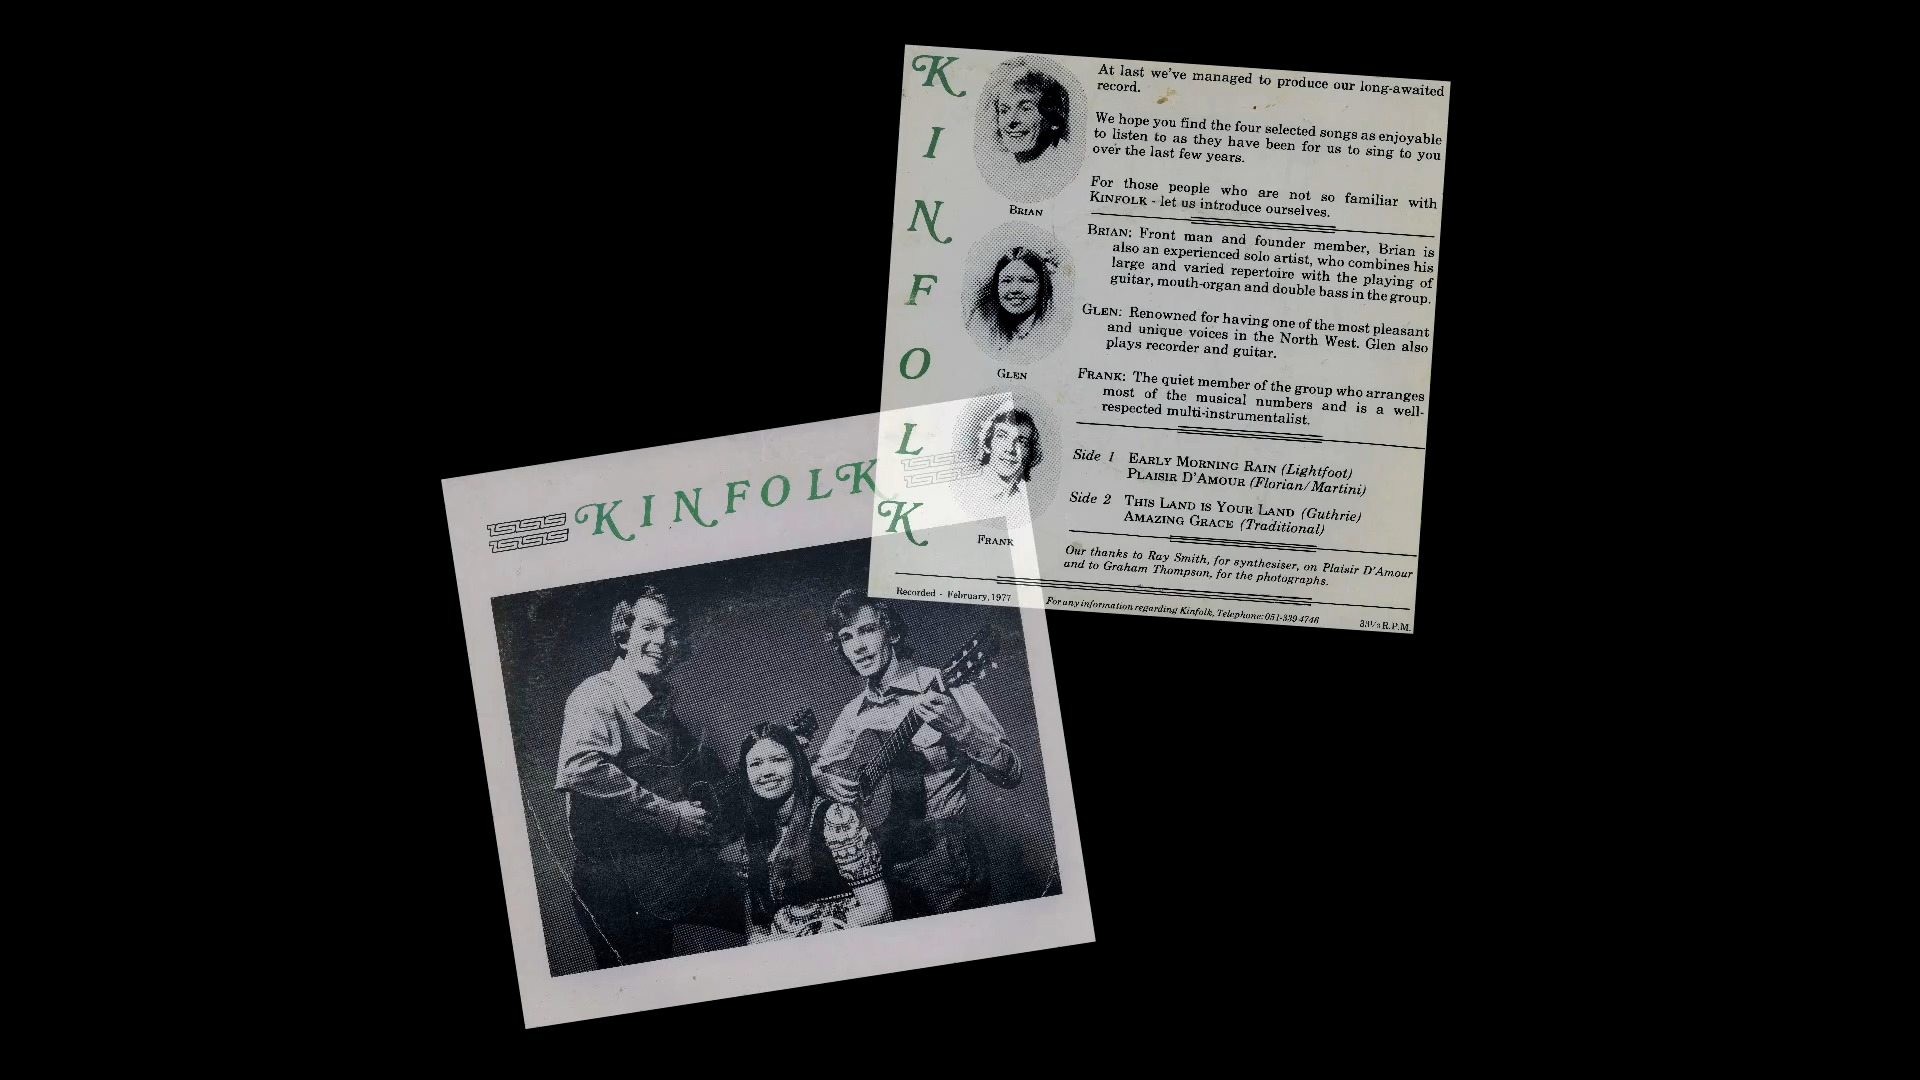 KINFOLK
KINFOLK
BRIAN
GLEN
FRANK
At last we've managed to produce our long-awaited
record.
We hope you find the four selected songs as enjoyable
to listen to as they have been for us to sing to you
over the last few years.
For those people who are not so familiar with
KINFOLK - let us introduce ourselves.
BRIAN: Front man and founder member, Brian is
also an experienced solo artist, who combines his
large and varied repertoire with the playing of
guitar, mouth-organ and double bass in the group.
GLEN: Renowned for having one of the most pleasant
and unique voices in the North West. Glen also
plays recorder and guitar.
FRANK: The quiet member of the group who arranges
most of the musical numbers and is a well-
respected multi-instrumentalist.
Side 1 EARLY MORNING RAIN (Lightfoot)
PLAISIR D'AMOUR (Florian/Martini)
Side 2 THIS LAND IS YOUR LAND (Guthrie)
AMAZING GRACE (Traditional)
Our thanks to Ray Smith, for synthesiser, on Plaisir D'Amour
and to Graham Thompson, for the photographs.
Recorded - February, 1977
For any information regarding Kinfolk, Telephone: 051-339 4746
33⅓ R.P.M.